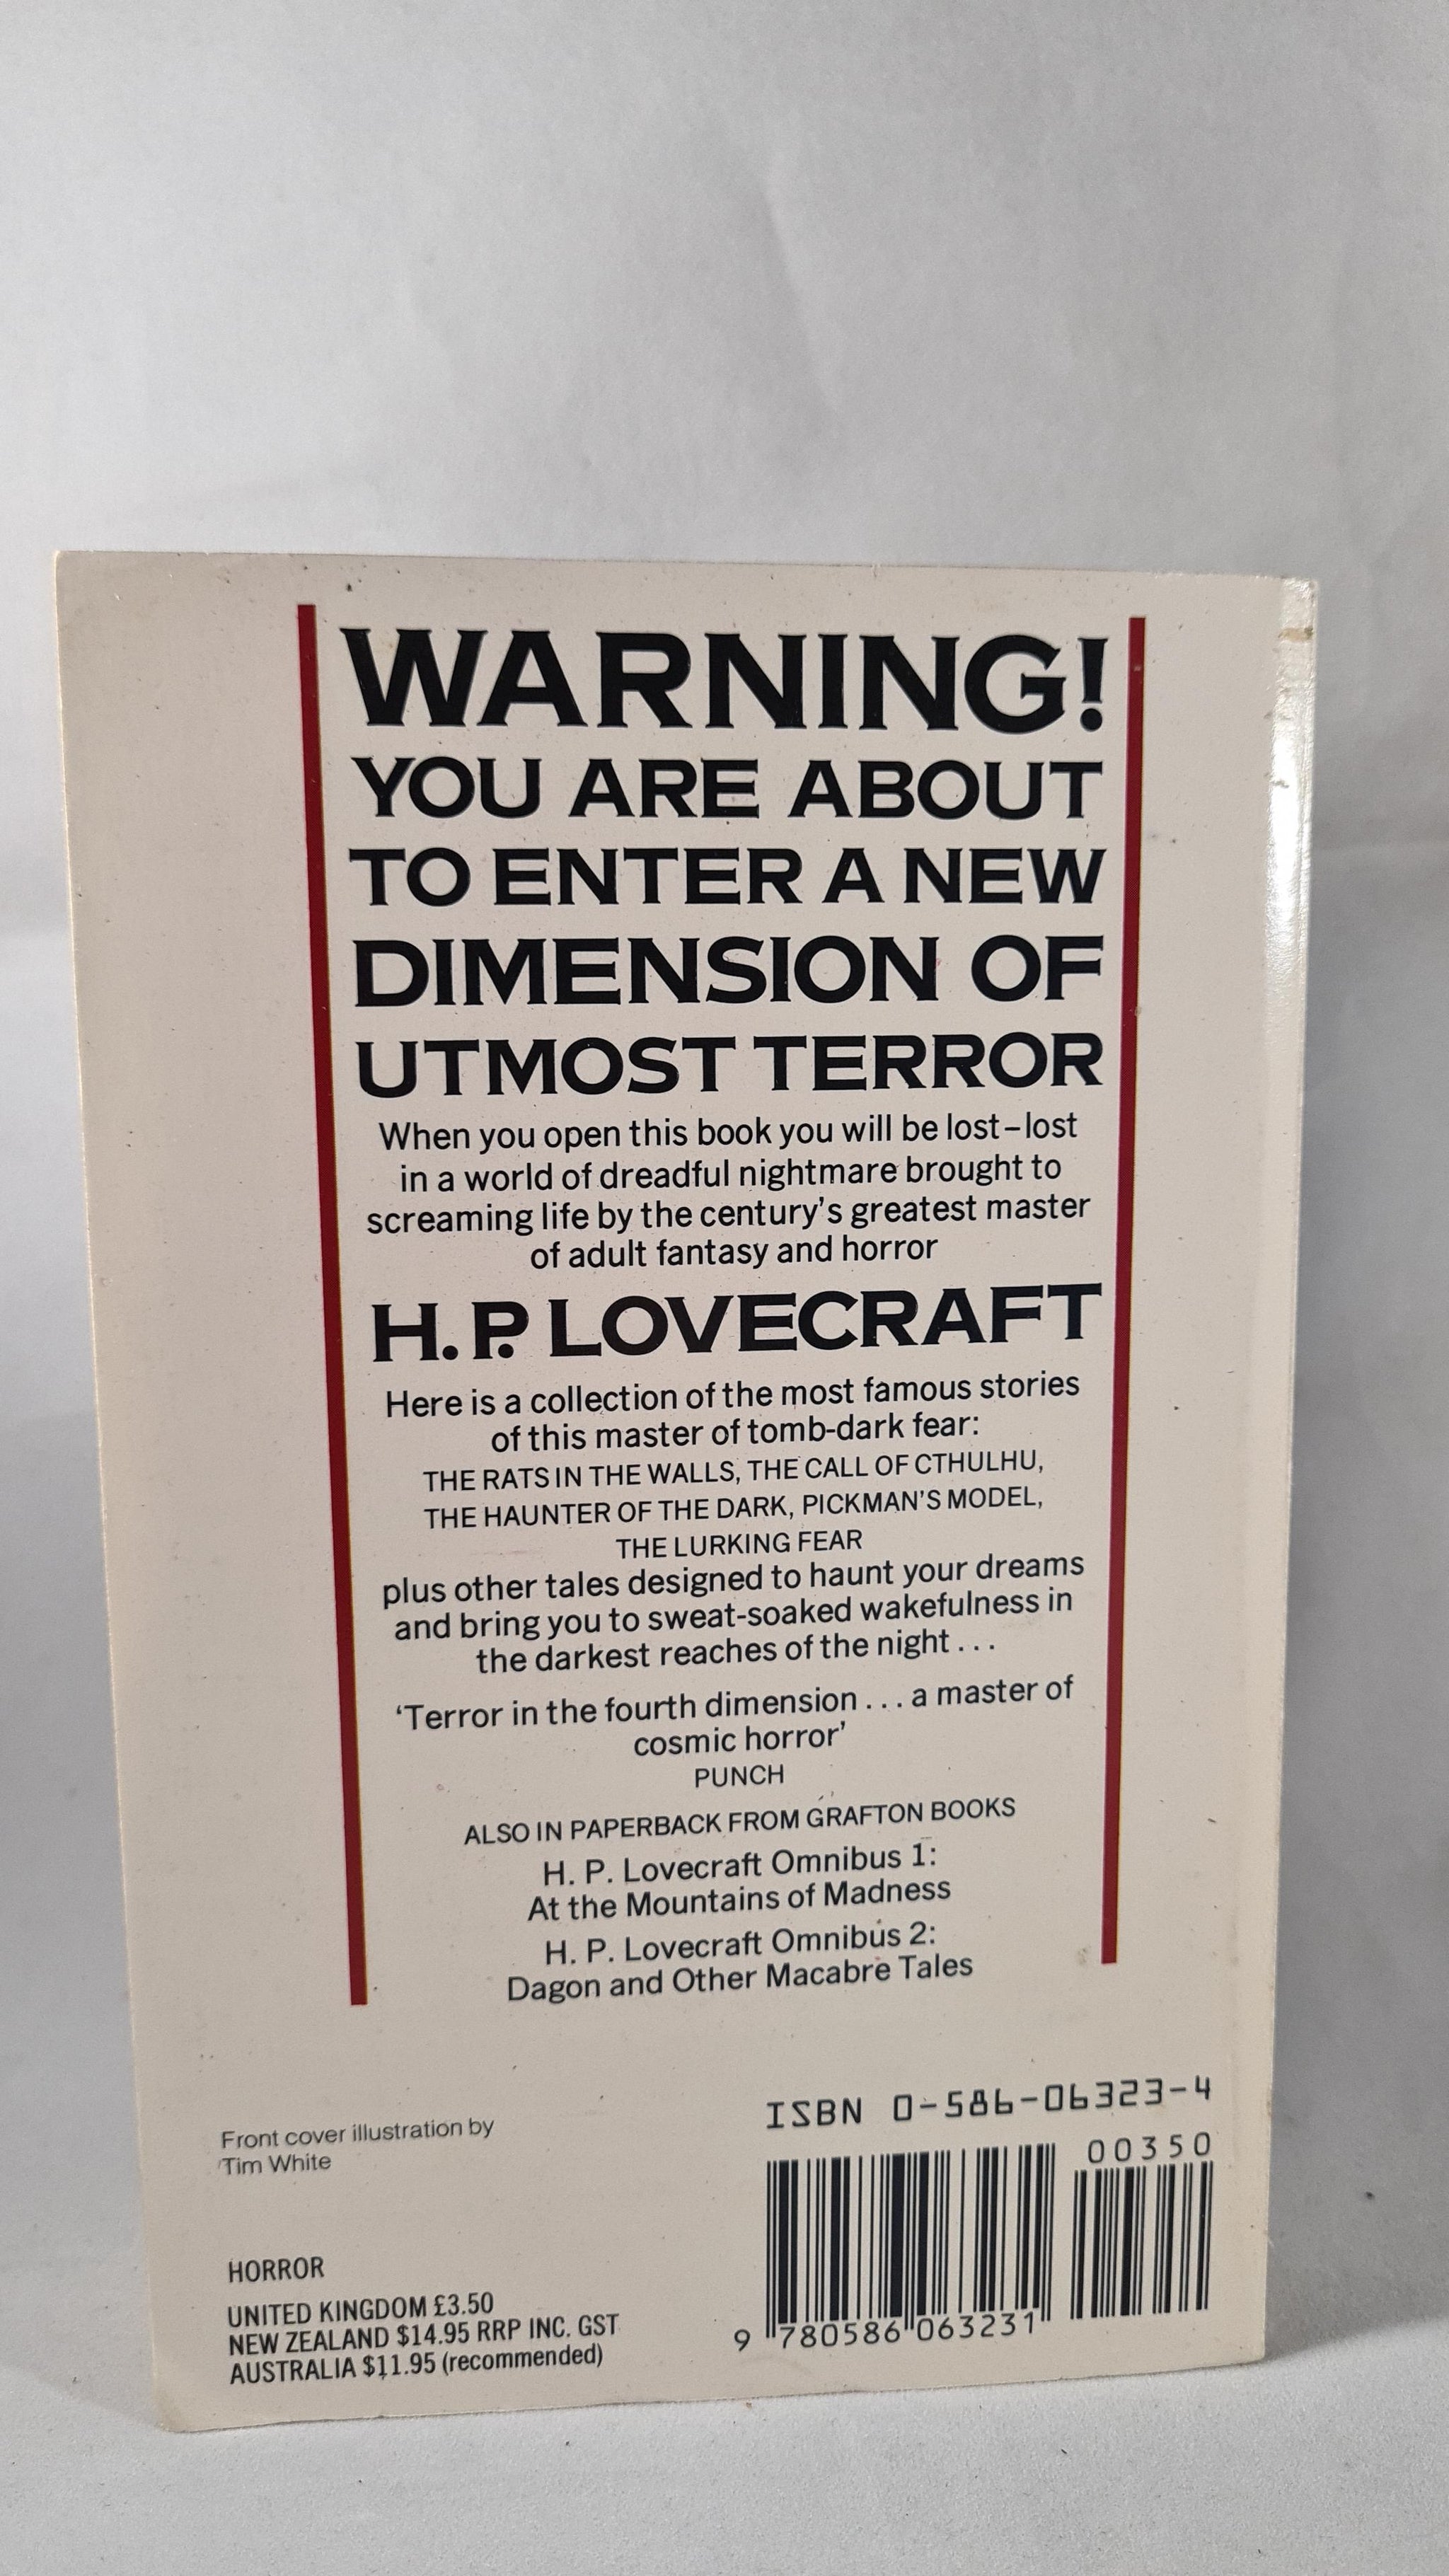 WARNING!
YOU ARE ABOUT
TO ENTER A NEW
DIMENSION OF
UTMOST TERROR
When you open this book you will be lost–lost
in a world of dreadful nightmare brought to
screaming life by the century's greatest master
of adult fantasy and horror
H.P. LOVECRAFT
Here is a collection of the most famous stories
of this master of tomb-dark fear:
THE RATS IN THE WALLS, THE CALL OF CTHULHU,
THE HAUNTER OF THE DARK, PICKMAN'S MODEL,
THE LURKING FEAR
plus other tales designed to haunt your dreams
and bring you to sweat-soaked wakefulness in
the darkest reaches of the night . . .
‘Terror in the fourth dimension . . . a master of
cosmic horror’
PUNCH
ALSO IN PAPERBACK FROM GRAFTON BOOKS
H. P. Lovecraft Omnibus 1:
At the Mountains of Madness
H. P. Lovecraft Omnibus 2:
Dagon and Other Macabre Tales
Front cover illustration by
Tim White
HORROR
UNITED KINGDOM £3.50
NEW ZEALAND $14.95 RRP INC. GST
AUSTRALIA $11.95 (recommended)
ISBN 0-586-06323-4
00350
9 780586 063231